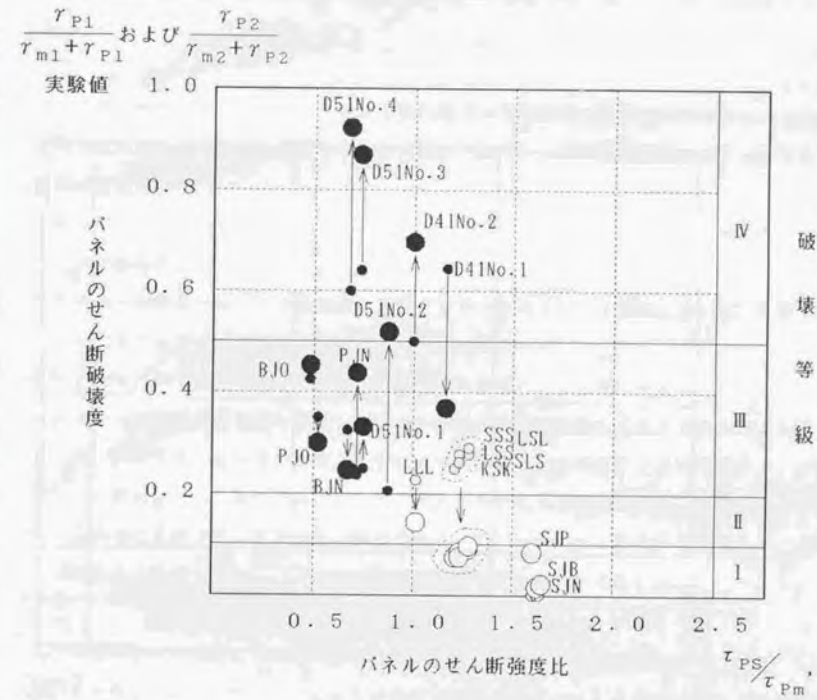 γP1/(γm1+γP1) および γP2/(γm2+γP2)
実験値
1.0
0.8
0.6
0.4
0.2
パネルのせん断破壊度
D51No.4
D51No.3
D41No.2
D41No.1
D51No.2
BJO
PJN
D51No.1
PJO
BJN
LLL
SSS LSL
LSS SLS
KSK
SJP
SJB
SJN
Ⅳ
Ⅲ
Ⅱ
Ⅰ
破壊等級
0.5
1.0
1.5
2.0
2.5
パネルのせん断強度比
τPS/τPm'